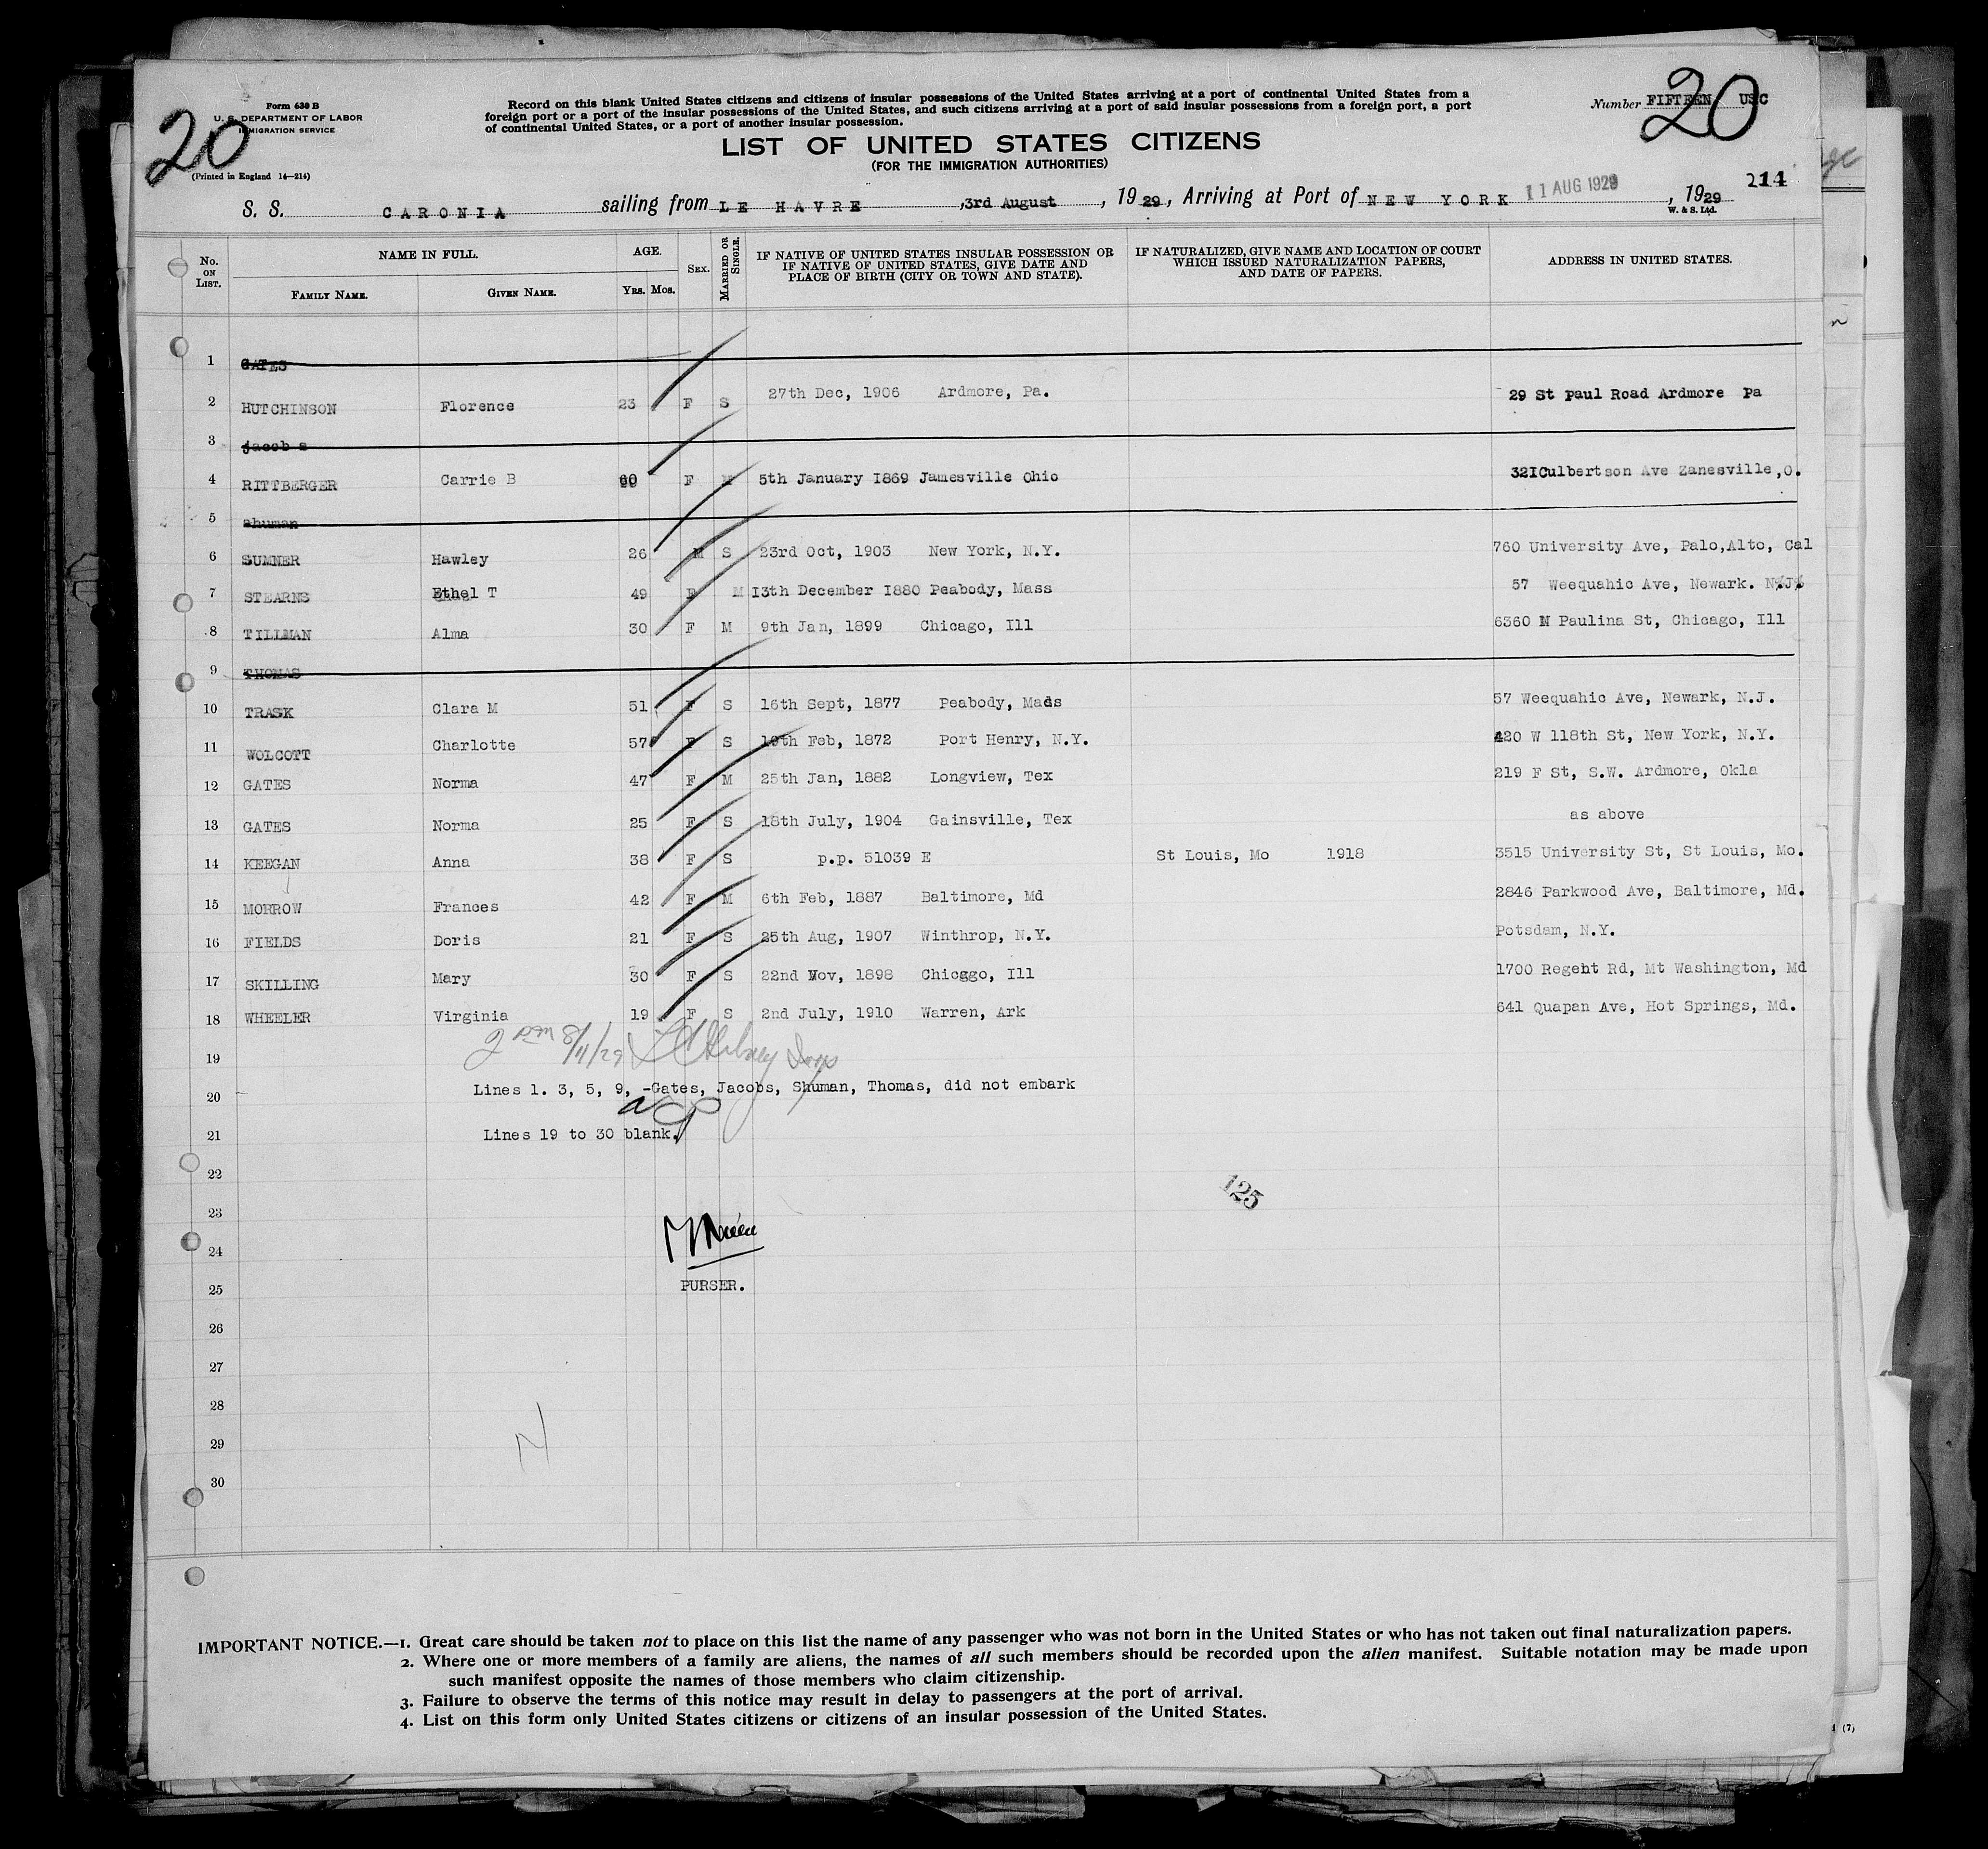 20
Form 630 B
U. S. DEPARTMENT OF LABOR
IMMIGRATION SERVICE
(Printed in England 14—214)
Record on this blank United States citizens and citizens of insular possessions of the United States arriving at a port of continental United States from a
foreign port or a port of the insular possessions of the United States, and such citizens arriving at a port of said insular possessions from a foreign port, a port
of continental United States, or a port of another insular possession.
Number FIFTEEN USC
20
LIST OF UNITED STATES CITIZENS
(FOR THE IMMIGRATION AUTHORITIES)
214
S. S. CARONIA sailing from LE HAVRE ,3rd August , 1929, Arriving at Port of NEW YORK 11 AUG 1929 , 1929
W. & S. Ltd.
No. ON LIST. NAME IN FULL. AGE. SEX. MARRIED OR SINGLE. IF NATIVE OF UNITED STATES INSULAR POSSESSION OR IF NATIVE OF UNITED STATES, GIVE DATE AND PLACE OF BIRTH (CITY OR TOWN AND STATE). IF NATURALIZED, GIVE NAME AND LOCATION OF COURT WHICH ISSUED NATURALIZATION PAPERS, AND DATE OF PAPERS. ADDRESS IN UNITED STATES.
FAMILY NAME. GIVEN NAME. YRS. MOS.
1 GATES
2 HUTCHINSON Florence 23 F S 27th Dec, 1906 Ardmore, Pa. 29 St paul Road Ardmore Pa
3 jacob s
4 RITTBERGER Carrie B 60 F M 5th January I869 Jamesville Ohio 32ICulbertson Ave Zanesville,O.
5 shuman
6 SUMNER Hawley 26 M S 23rd Oct, 1903 New York, N.Y. 760 University Ave, Palo,Alto, Cal
7 STEARNS Ethel T 49 F M I3th December I880 Peabody, Mass 57 Weequahic Ave, Newark. N.J.
8 TILLMAN Alma 30 F M 9th Jan, 1899 Chicago, Ill 6360 N Paulina St, Chicago, Ill
9 THOMAS
10 TRASK Clara M 51 F S 16th Sept, 1877 Peabody, Mads 57 Weequahic Ave, Newark, N.J.
11 WOLCOTT Charlotte 57 F S 19th Feb, 1872 Port Henry, N.Y. 420 W 118th St, New York, N.Y.
12 GATES Norma 47 F M 25th Jan, 1882 Longview, Tex 219 F St, S.W. Ardmore, Okla
13 GATES Norma 25 F S 18th July, 1904 Gainsville, Tex as above
14 KEEGAN Anna 38 F S p.p. 51039 E St Louis, Mo 1918 3515 University St, St Louis, Mo.
15 MORROW Frances 42 F M 6th Feb, 1887 Baltimore, Md 2846 Parkwood Ave, Baltimore, Md.
16 FIELDS Doris 21 F S 25th Aug, 1907 Winthrop, N.Y. Potsdam, N.Y.
17 SKILLING Mary 30 F S 22nd Nov, 1898 Chicggo, Ill 1700 Regeht Rd, Mt Washington, Md
18 WHEELER Virginia 19 F S 2nd July, 1910 Warren, Ark 641 Quapan Ave, Hot Springs, Md.
8/11/29
19
20 Lines 1. 3, 5, 9, -Gates, Jacobs, Shuman, Thomas, did not embark
21 Lines 19 to 30 blank.
22
125
23
24
25 PURSER.
26
27
28
29
30
IMPORTANT NOTICE.—1. Great care should be taken not to place on this list the name of any passenger who was not born in the United States or who has not taken out final naturalization papers.
2. Where one or more members of a family are aliens, the names of all such members should be recorded upon the alien manifest. Suitable notation may be made upon
such manifest opposite the names of those members who claim citizenship.
3. Failure to observe the terms of this notice may result in delay to passengers at the port of arrival.
4. List on this form only United States citizens or citizens of an insular possession of the United States.
(7)